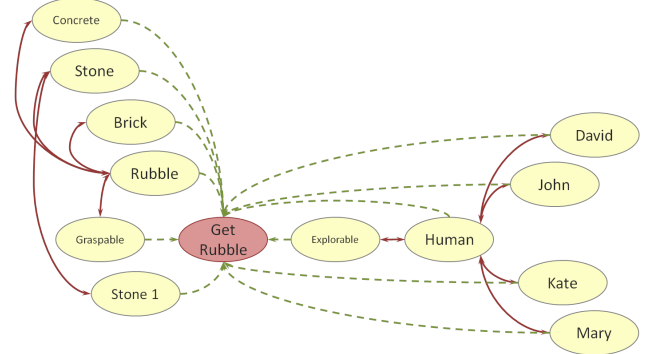 Concrete
Stone
Brick
David
Rubble
John
Graspable
Get
Rubble
Explorable
Human
Stone 1
Kate
Mary